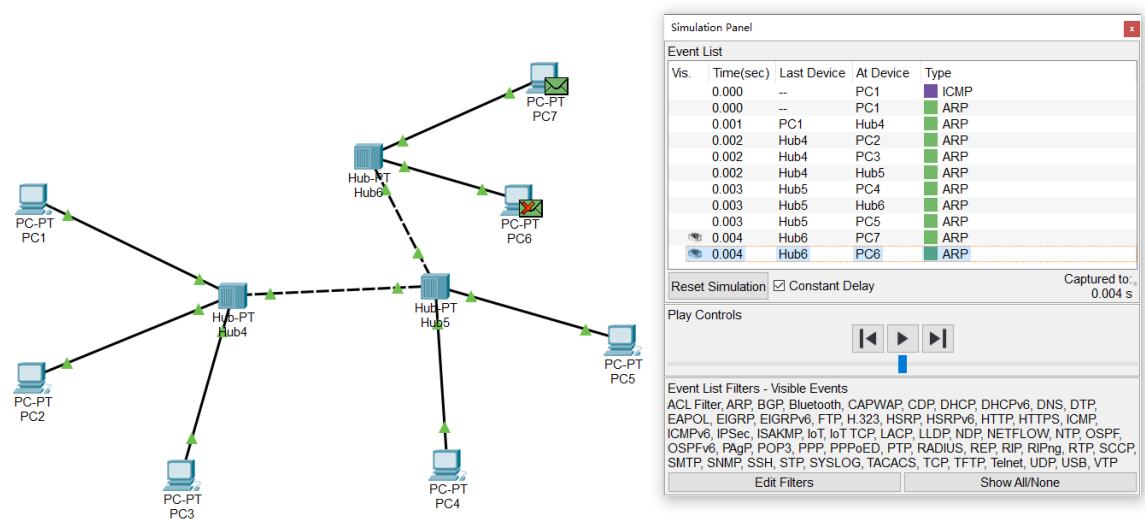 PC-PT
PC7
Hub-PT
Hub6
PC-PT
PC6
PC-PT
PC1
Hub-PT
Hub4
Hub-PT
Hub5
PC-PT
PC5
PC-PT
PC2
PC-PT
PC3
PC-PT
PC4
Simulation Panel
x
Event List
Vis. Time(sec) Last Device At Device Type
0.000 -- PC1 ICMP
0.000 -- PC1 ARP
0.001 PC1 Hub4 ARP
0.002 Hub4 PC2 ARP
0.002 Hub4 PC3 ARP
0.002 Hub4 Hub5 ARP
0.003 Hub5 PC4 ARP
0.003 Hub5 Hub6 ARP
0.003 Hub5 PC5 ARP
0.004 Hub6 PC7 ARP
0.004 Hub6 PC6 ARP
Reset Simulation Constant Delay Captured to:
0.004 s
Play Controls
Event List Filters - Visible Events
ACL Filter, ARP, BGP, Bluetooth, CAPWAP, CDP, DHCP, DHCPv6, DNS, DTP,
EAPOL, EIGRP, EIGRPv6, FTP, H.323, HSRP, HSRPv6, HTTP, HTTPS, ICMP,
ICMPv6, IPSec, ISAKMP, IoT, IoT TCP, LACP, LLDP, NDP, NETFLOW, NTP, OSPF,
OSPFv6, PAgP, POP3, PPP, PPPoED, PTP, RADIUS, REP, RIP, RIPng, RTP, SCCP,
SMTP, SNMP, SSH, STP, SYSLOG, TACACS, TCP, TFTP, Telnet, UDP, USB, VTP
Edit Filters Show All/None